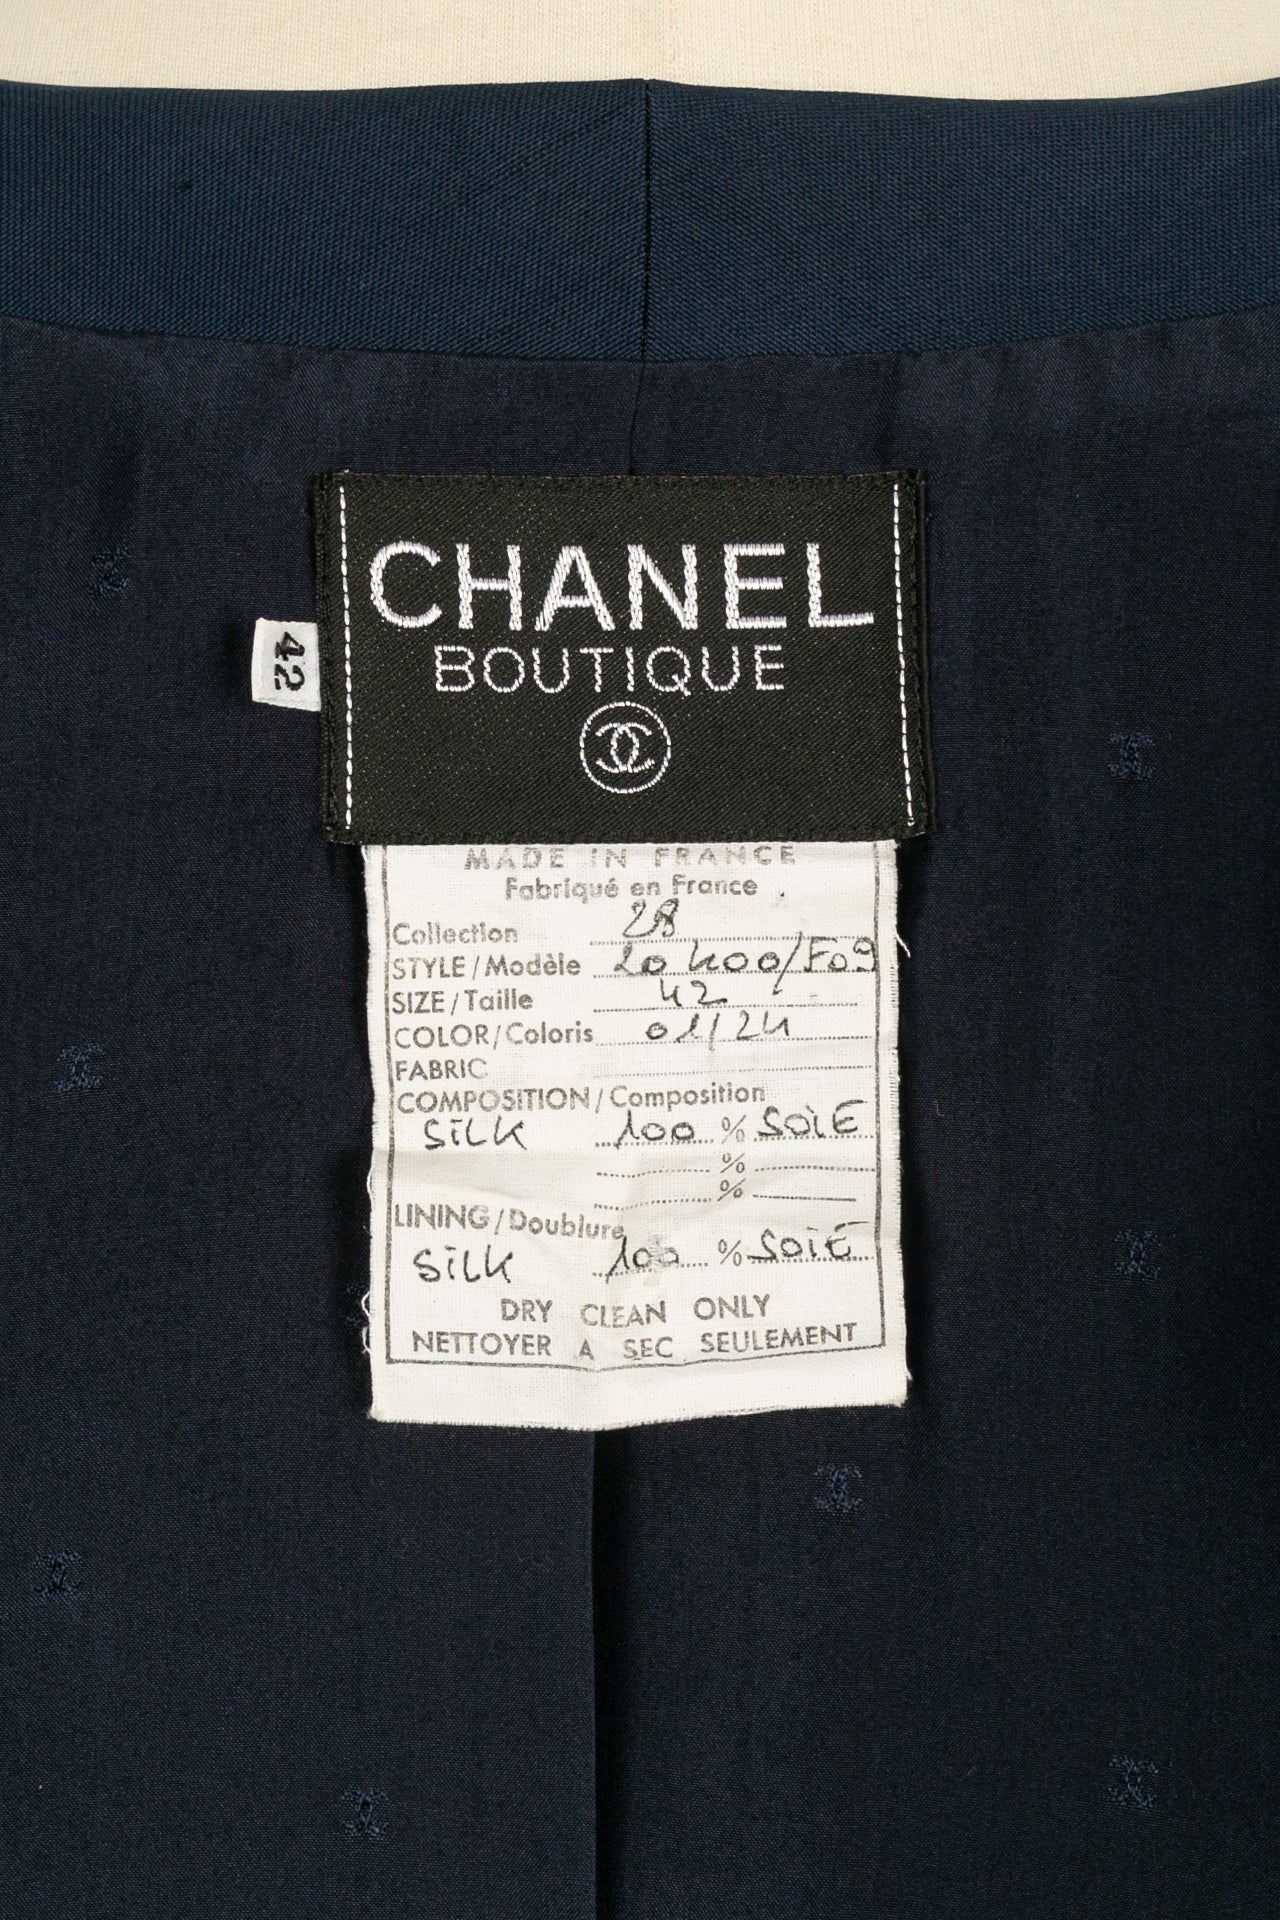 CHANEL
BOUTIQUE
42
MADE IN FRANCE
Fabriqué en France
Collection 28
STYLE/Modèle 20400/F09
SIZE/Taille 42
COLOR/Coloris 01/24
FABRIC
COMPOSITION/Composition
SiLK 100 % SOiE
%
%
LINING/Doublure
SiLK 100 % SOiE
DRY CLEAN ONLY
NETTOYER A SEC SEULEMENT